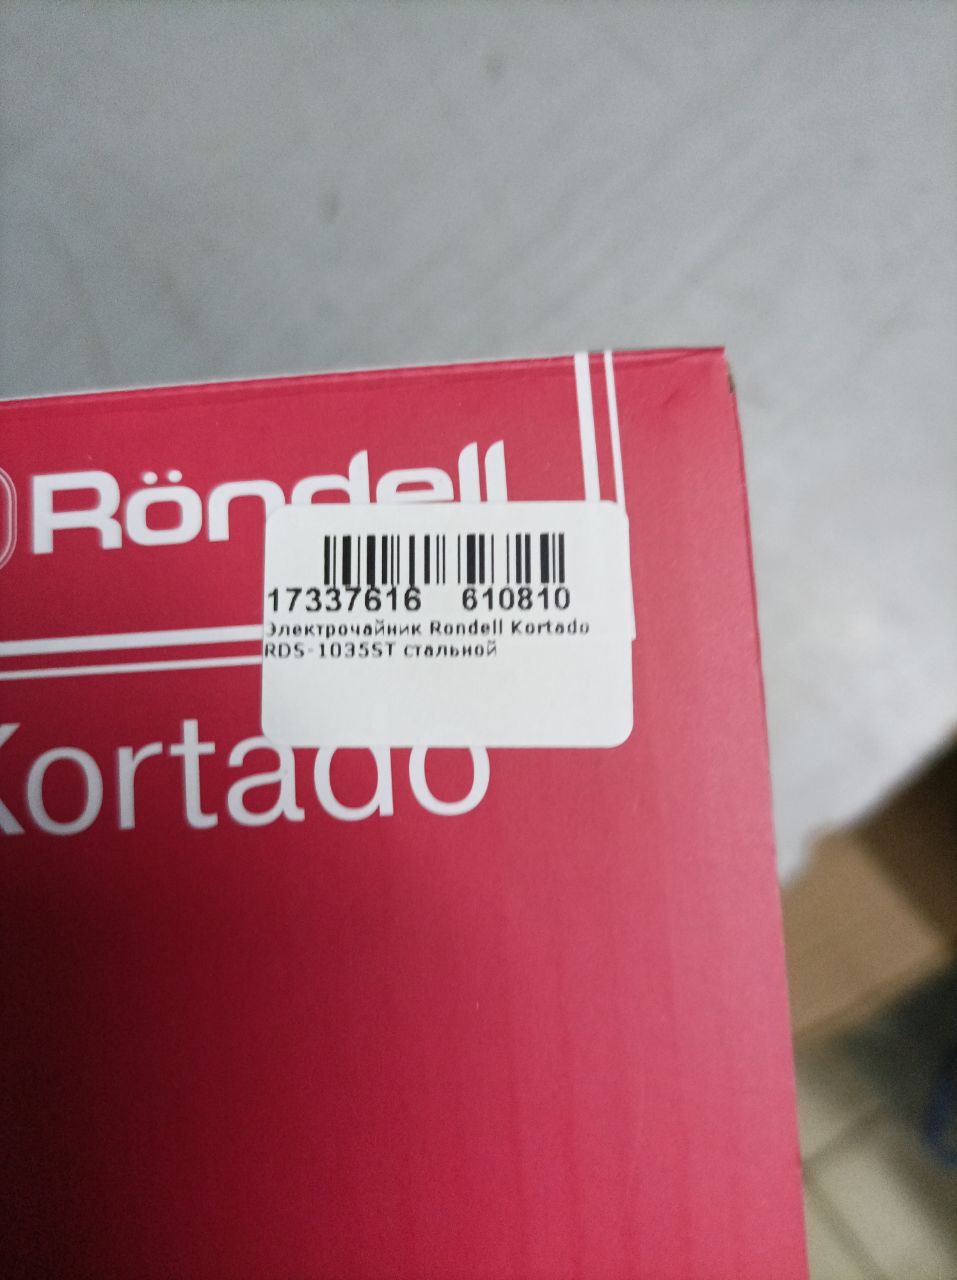 Röndell
17337616 610810
Электрочайник Rondell Kortado
RDS-1035ST стальной
Kortado